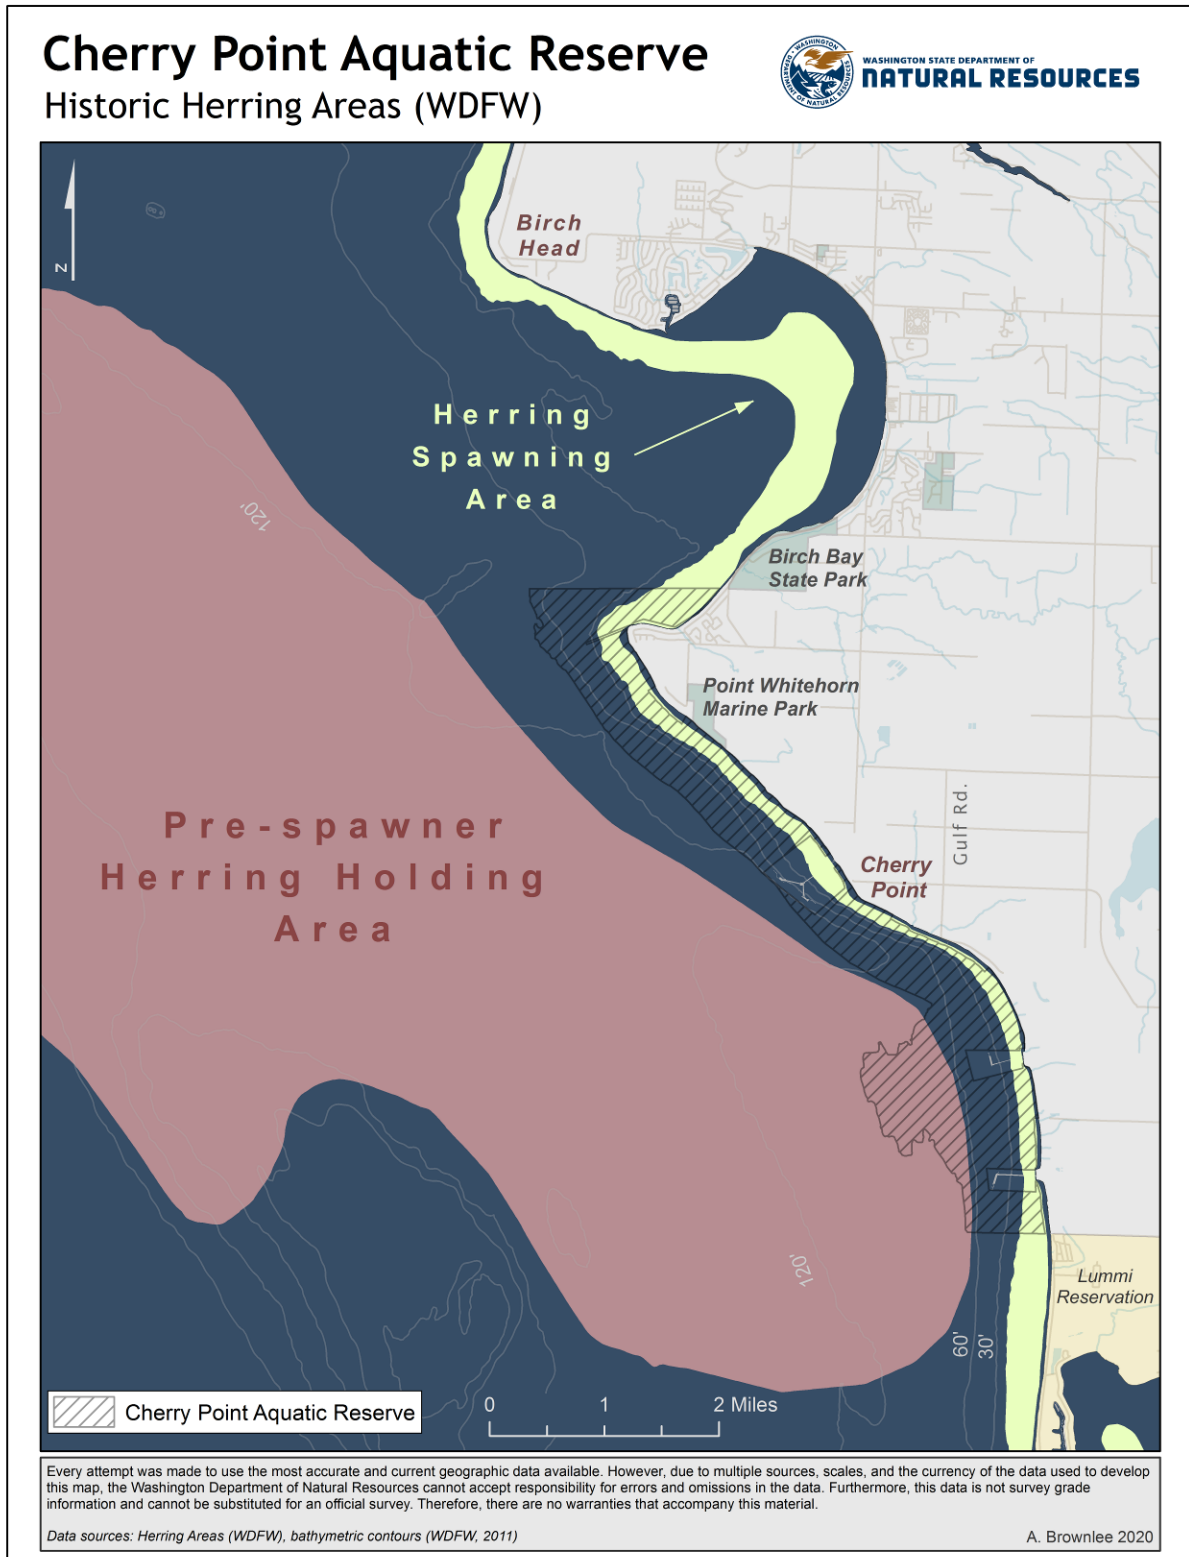 Cherry Point Aquatic Reserve
Historic Herring Areas (WDFW)
WASHINGTON STATE DEPARTMENT OF
NATURAL RESOURCES
WASHINGTON
DEPARTMENT OF NATURAL RESOURCES
N
Birch
Head
Herring
Spawning
Area
120'
Birch Bay
State Park
Point Whitehorn
Marine Park
Gulf Rd.
Pre-spawner
Herring Holding
Area
Cherry
Point
120'
Lummi
Reservation
60'
30'
Cherry Point Aquatic Reserve
0 1 2 Miles
Every attempt was made to use the most accurate and current geographic data available. However, due to multiple sources, scales, and the currency of the data used to develop
this map, the Washington Department of Natural Resources cannot accept responsibility for errors and omissions in the data. Furthermore, this data is not survey grade
information and cannot be substituted for an official survey. Therefore, there are no warranties that accompany this material.
Data sources: Herring Areas (WDFW), bathymetric contours (WDFW, 2011)
A. Brownlee 2020